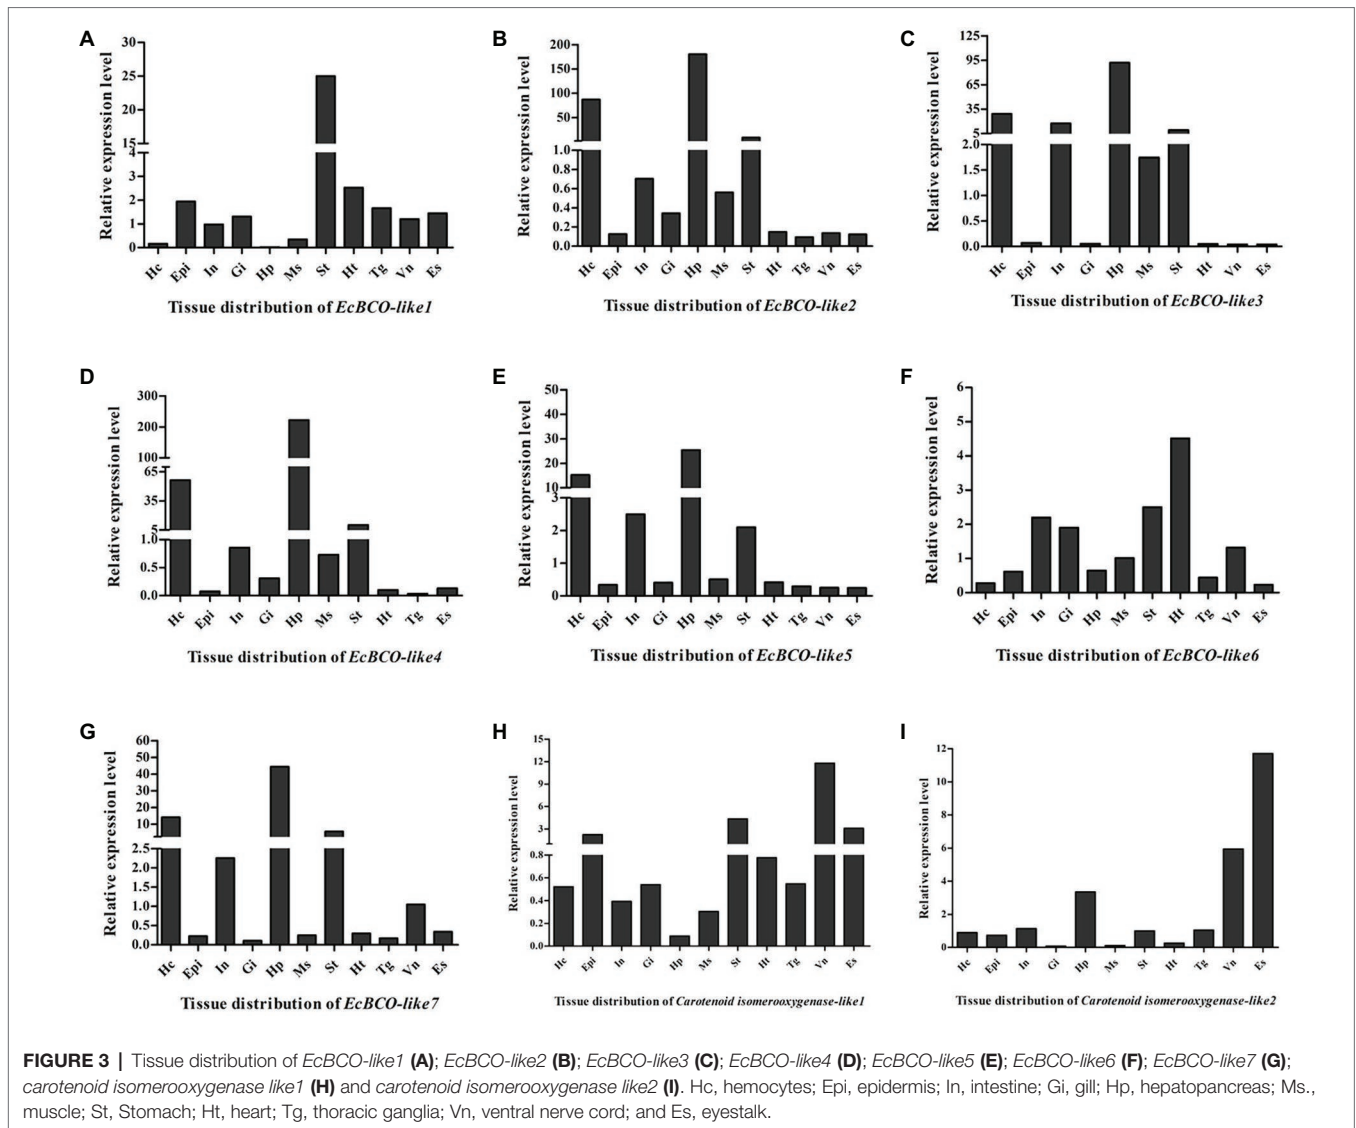 A
Relative expression level
30
25
20
15
4
3
2
1
0
Hc Epi In Gi Hp Ms St Ht Tg Vn Es
Tissue distribution of EcBCO-like1
B
Relative expression level
200
150
100
50
0
1.0
0.8
0.6
0.4
0.2
0.0
Hc Epi In Gi Hp Ms St Ht Tg Vn Es
Tissue distribution of EcBCO-like2
C
Relative expression level
125
95
65
35
5
2.0
1.5
1.0
0.5
0.0
Hc Epi In Gi Hp Ms St Ht Vn Es
Tissue distribution of EcBCO-like3
D
Relative expression level
300
200
100
65
35
5
1.0
0.5
0.0
Hc Epi In Gi Hp Ms St Ht Tg Es
Tissue distribution of EcBCO-like4
E
Relative expression level
50
40
30
20
10
3
2
1
0
Hc Epi In Gi Hp Ms St Ht Tg Vn Es
Tissue distribution of EcBCO-like5
F
Relative expression level
6
5
4
3
2
1
0
Hc Epi In Gi Hp Ms St Ht Tg Vn Es
Tissue distribution of EcBCO-like6
G
Relative expression level
60
50
40
30
20
10
2.5
2.0
1.5
1.0
0.5
0.0
Hc Epi In Gi Hp Ms St Ht Tg Vn Es
Tissue distribution of EcBCO-like7
H
Relative expression level
15
12
9
6
3
0.8
0.6
0.4
0.2
0.0
Hc Epi In Gi Hp Ms St Ht Tg Vn Es
Tissue distribution of Carotenoid isomerooxygenase-like1
I
Relative expression level
12
10
8
6
4
2
0
Hc Epi In Gi Hp Ms St Ht Tg Vn Es
Tissue distribution of Carotenoid isomerooxygenase-like2
FIGURE 3 | Tissue distribution of EcBCO-like1 (A); EcBCO-like2 (B); EcBCO-like3 (C); EcBCO-like4 (D); EcBCO-like5 (E); EcBCO-like6 (F); EcBCO-like7 (G);
carotenoid isomerooxygenase like1 (H) and carotenoid isomerooxygenase like2 (I). Hc, hemocytes; Epi, epidermis; In, intestine; Gi, gill; Hp, hepatopancreas; Ms.,
muscle; St, Stomach; Ht, heart; Tg, thoracic ganglia; Vn, ventral nerve cord; and Es, eyestalk.